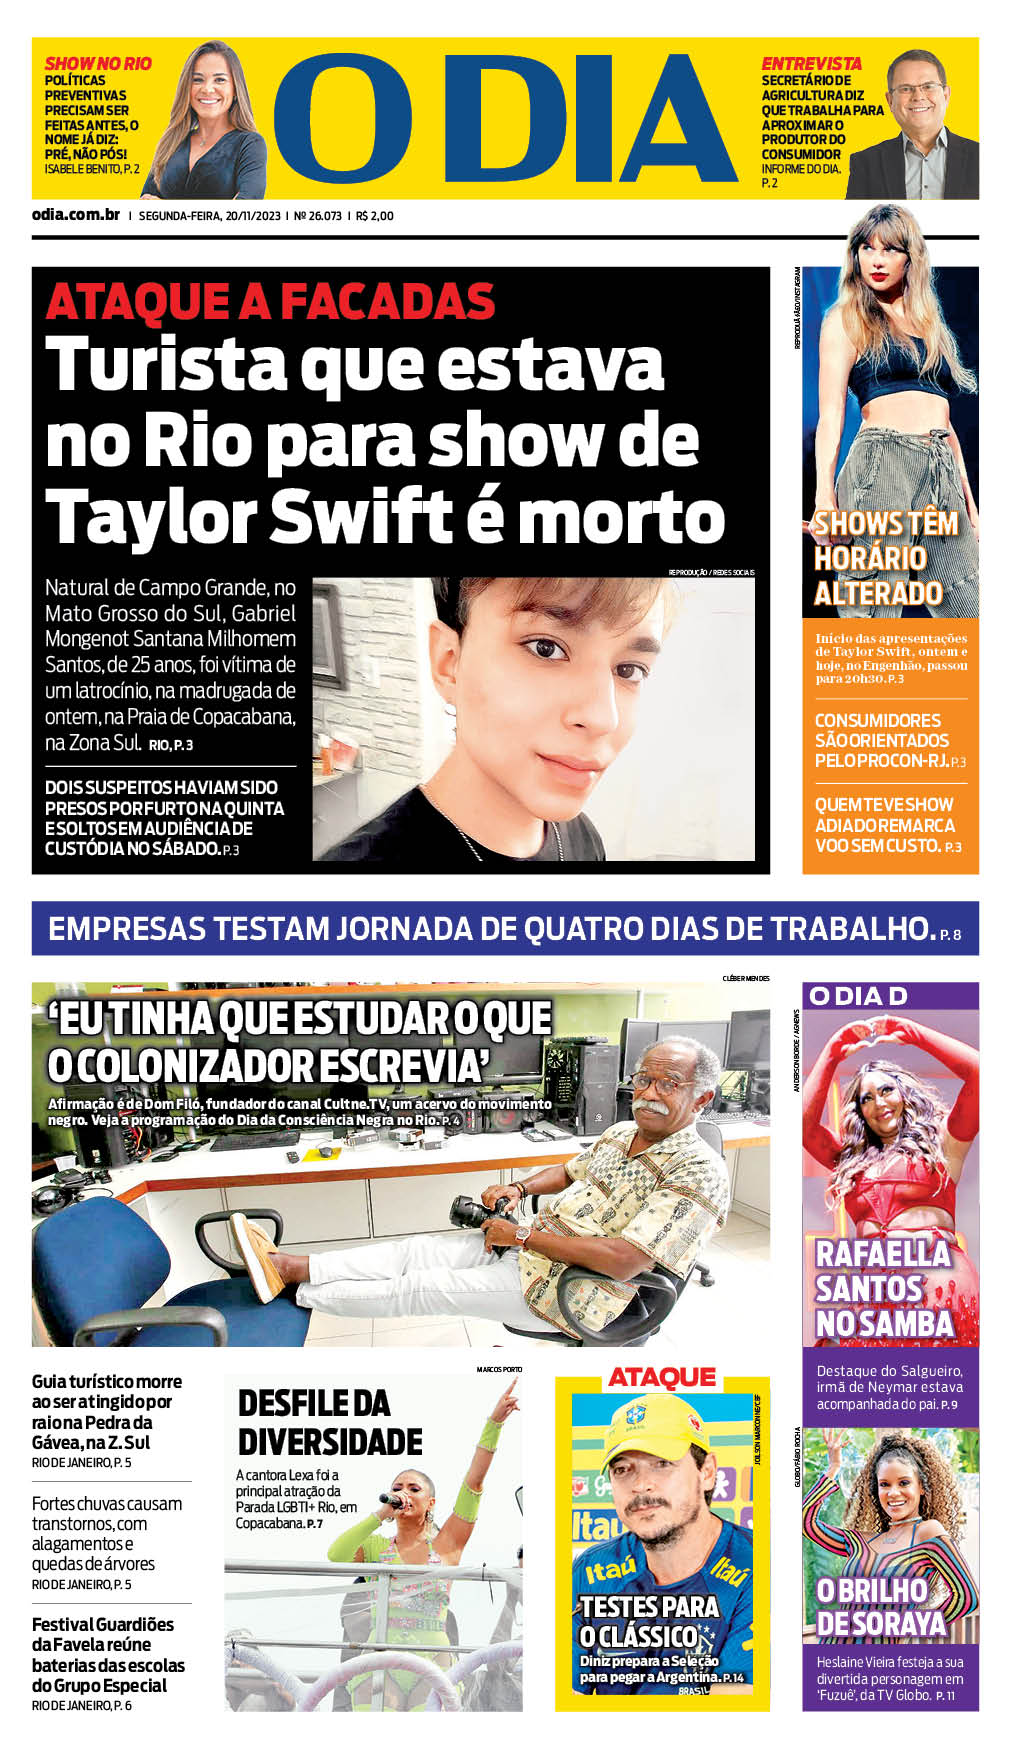 SHOW NO RIO
POLÍTICAS
PREVENTIVAS
PRECISAM SER
FEITAS ANTES, O
NOME JÁ DIZ:
PRÉ, NÃO PÓS!
ISABELE BENITO, P. 2
O DIA
ENTREVISTA
SECRETÁRIO DE
AGRICULTURA DIZ
QUE TRABALHA PARA
APROXIMAR O
PRODUTOR DO
CONSUMIDOR
INFORME DO DIA.
P. 2
odia.com.br I SEGUNDA-FEIRA, 20/11/2023 I Nº 26.073 I R$ 2,00
ATAQUE A FACADAS
Turista que estava
no Rio para show de
Taylor Swift é morto
REPRODUÇÃO / REDES SOCIAIS
Natural de Campo Grande, no
Mato Grosso do Sul, Gabriel
Mongenot Santana Milhomem
Santos, de 25 anos, foi vítima de
um latrocínio, na madrugada de
ontem, na Praia de Copacabana,
na Zona Sul. RIO, P. 3
DOIS SUSPEITOS HAVIAM SIDO
PRESOS POR FURTO NA QUINTA
E SOLTOS EM AUDIÊNCIA DE
CUSTÓDIA NO SÁBADO. P. 3
SHOWS TÊM
HORÁRIO
ALTERADO
Início das apresentações
de Taylor Swift, ontem e
hoje, no Engenhão, passou
para 20h30. P. 3
CONSUMIDORES
SÃO ORIENTADOS
PELO PROCON-RJ. P. 3
QUEM TEVE SHOW
ADIADO REMARCA
VOO SEM CUSTO. P. 3
EMPRESAS TESTAM JORNADA DE QUATRO DIAS DE TRABALHO. P. 8
CLÉBER MENDES
'EU TINHA QUE ESTUDAR O QUE
O COLONIZADOR ESCREVIA'
Afirmação é de Dom Filó, fundador do canal Cultne.TV, um acervo do movimento
negro. Veja a programação do Dia da Consciência Negra no Rio. P. 4
O DIA D
ANDERSON BORDE / AGNEWS
RAFAELLA
SANTOS
NO SAMBA
Destaque do Salgueiro,
irmã de Neymar estava
acompanhada do pai. P. 9
GLOBO/FÁBIO ROCHA
O BRILHO
DE SORAYA
Heslaine Vieira festeja a sua
divertida personagem em
'Fuzuê', da TV Globo. P. 11
Guia turístico morre
ao ser atingido por
raio na Pedra da
Gávea, na Z. Sul
RIO DE JANEIRO, P. 5
Fortes chuvas causam
transtornos, com
alagamentos e
quedas de árvores
RIO DE JANEIRO, P. 5
Festival Guardiões
da Favela reúne
baterias das escolas
do Grupo Especial
RIO DE JANEIRO, P. 6
MARCOS PORTO
DESFILE DA
DIVERSIDADE
A cantora Lexa foi a
principal atração da
Parada LGBTI+ Rio, em
Copacabana. P. 7
ATAQUE
BRASIL
Itaú
Itaú
Itaú
TESTES PARA
O CLÁSSICO
Diniz prepara a Seleção
para pegar a Argentina. P. 14
BRASIL